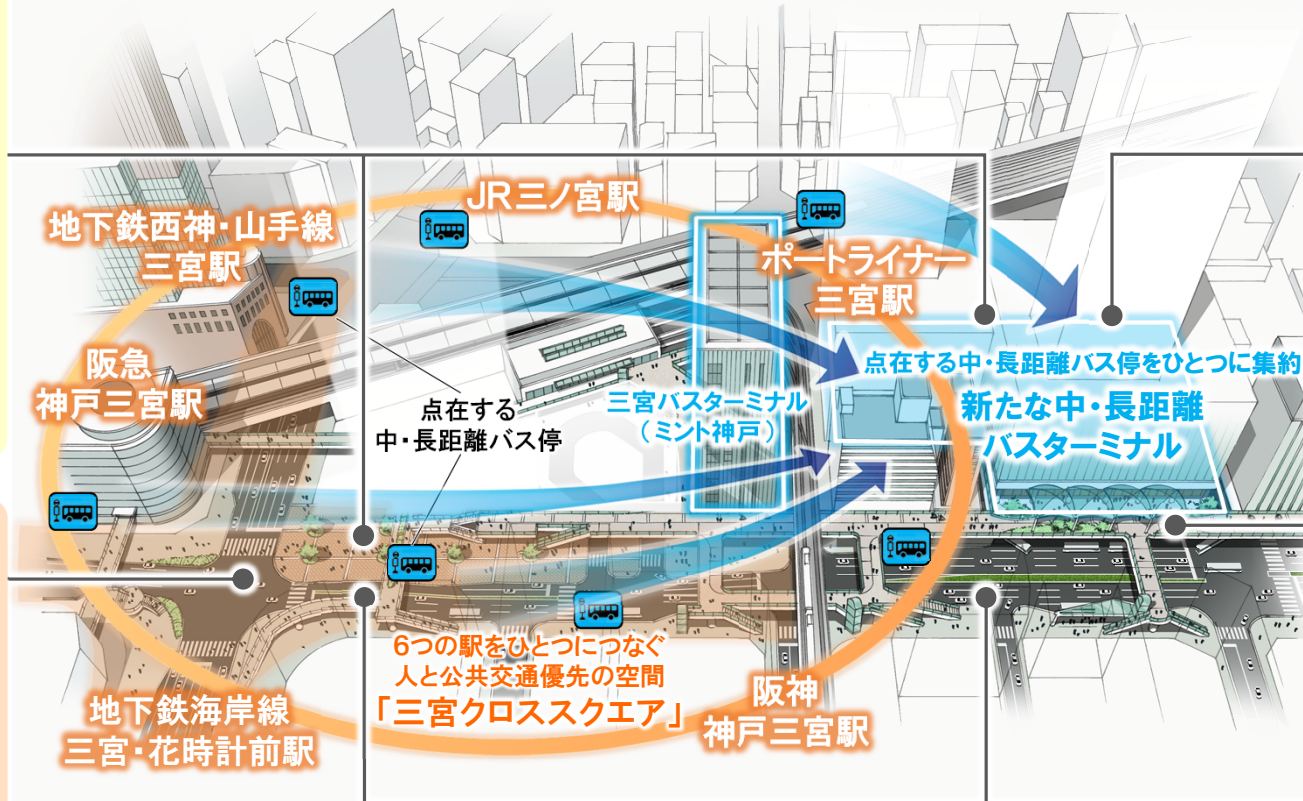 JR三ノ宮駅
地下鉄西神・山手線
三宮駅
ポートライナー
三宮駅
阪急
神戸三宮駅
点在する
中・長距離バス停
三宮バスターミナル
（ミント神戸）
点在する中・長距離バス停をひとつに集約
新たな中・長距離
バスターミナル
6つの駅をひとつにつなぐ
人と公共交通優先の空間
「三宮クロススクエア」
阪神
神戸三宮駅
地下鉄海岸線
三宮・花時計前駅